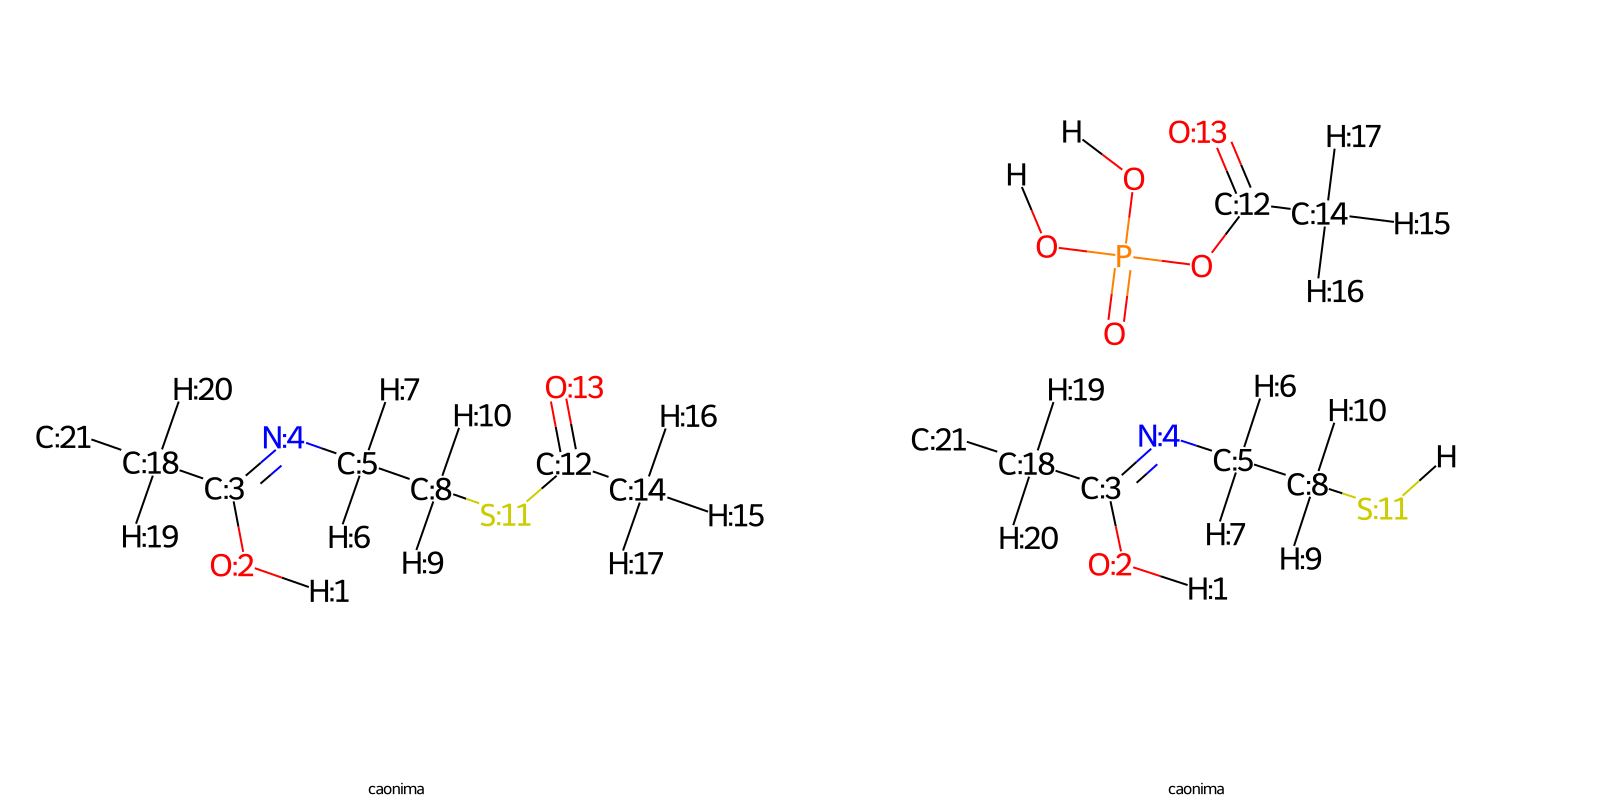 H O:13 H:17
H O C:12 C:14 H:15
O P O H:16
O
H:20 H:7 O:13 H:19 H:6
C:21 N:4 H:10 H:16 C:21 N:4 H:10 H
C:18 C:3 C:5 C:8 S:11 C:12 C:14 H:15 C:18 C:3 C:5 C:8 S:11
H:19 O:2 H:6 H:9 H:17 H:20 O:2 H:7 H:9
H:1 H:1
caonima caonima